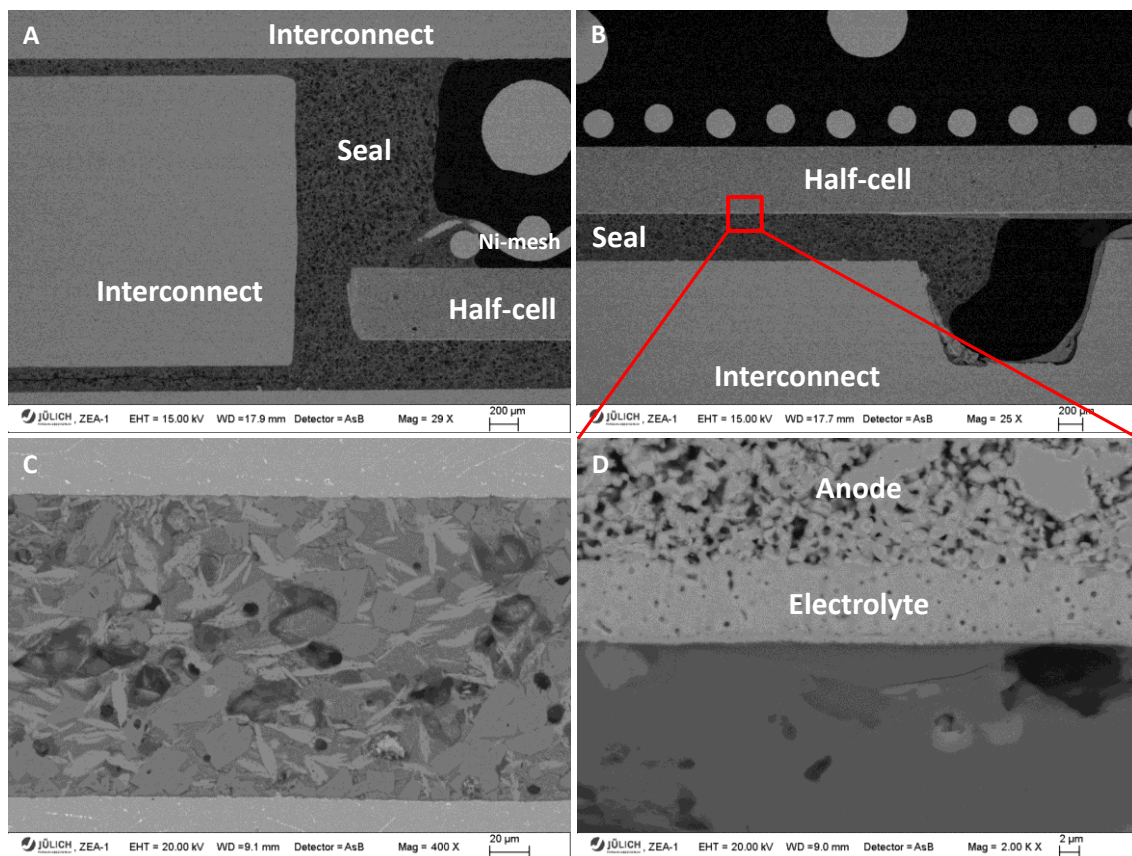 A
Interconnect
Seal
Ni-mesh
Interconnect
Half-cell
JÜLICH , ZEA-1 EHT = 15.00 kV WD =17.9 mm Detector = AsB Mag = 29 X 200 µm
B
Half-cell
Seal
Interconnect
JÜLICH , ZEA-1 EHT = 15.00 kV WD =17.7 mm Detector = AsB Mag = 25 X 200 µm
C
JÜLICH , ZEA-1 EHT = 20.00 kV WD =9.1 mm Detector = AsB Mag = 400 X 20 µm
D
Anode
Electrolyte
JÜLICH , ZEA-1 EHT = 20.00 kV WD =9.0 mm Detector = AsB Mag = 2.00 K X 2 µm